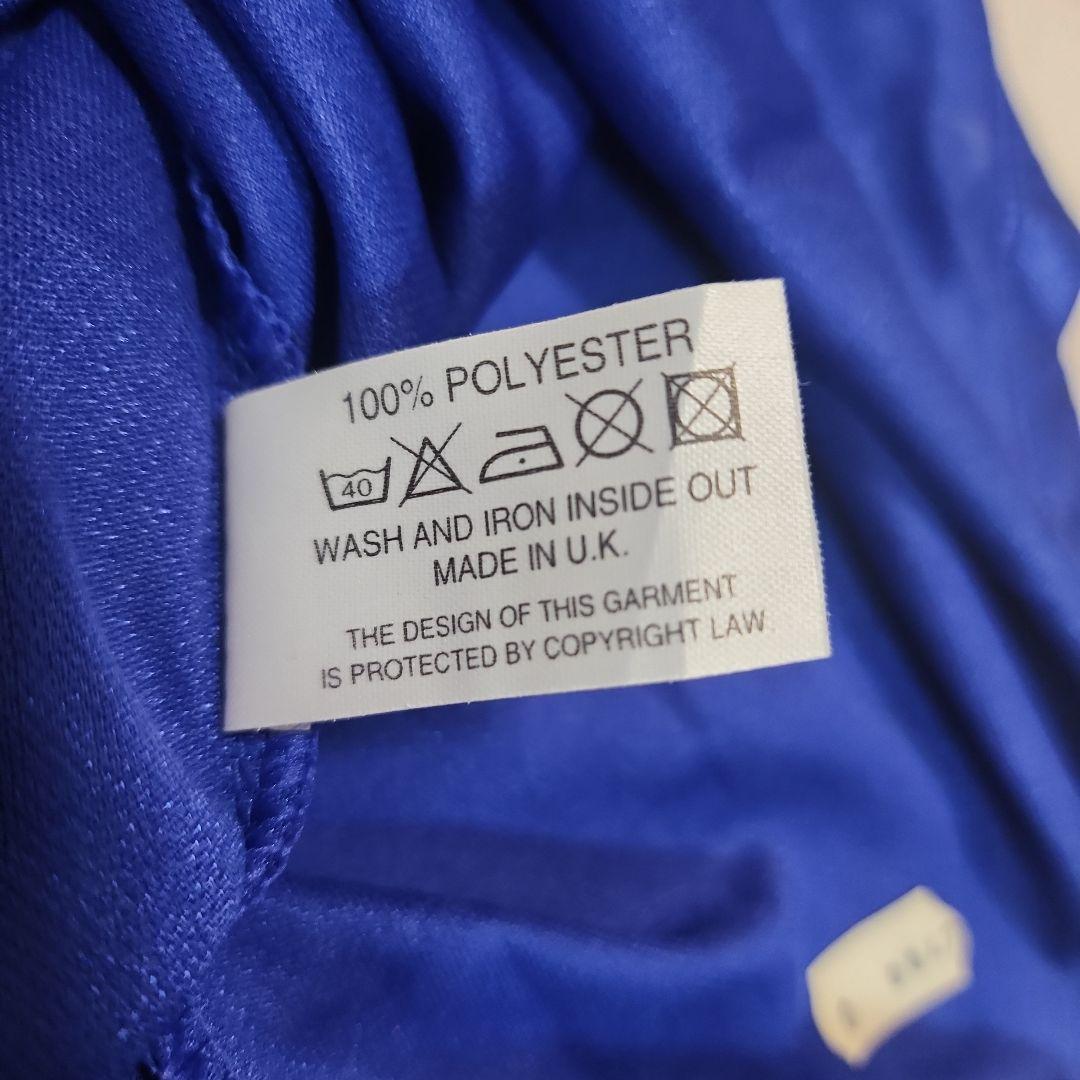 100% POLYESTER
40
WASH AND IRON INSIDE OUT
MADE IN U.K.
THE DESIGN OF THIS GARMENT
IS PROTECTED BY COPYRIGHT LAW